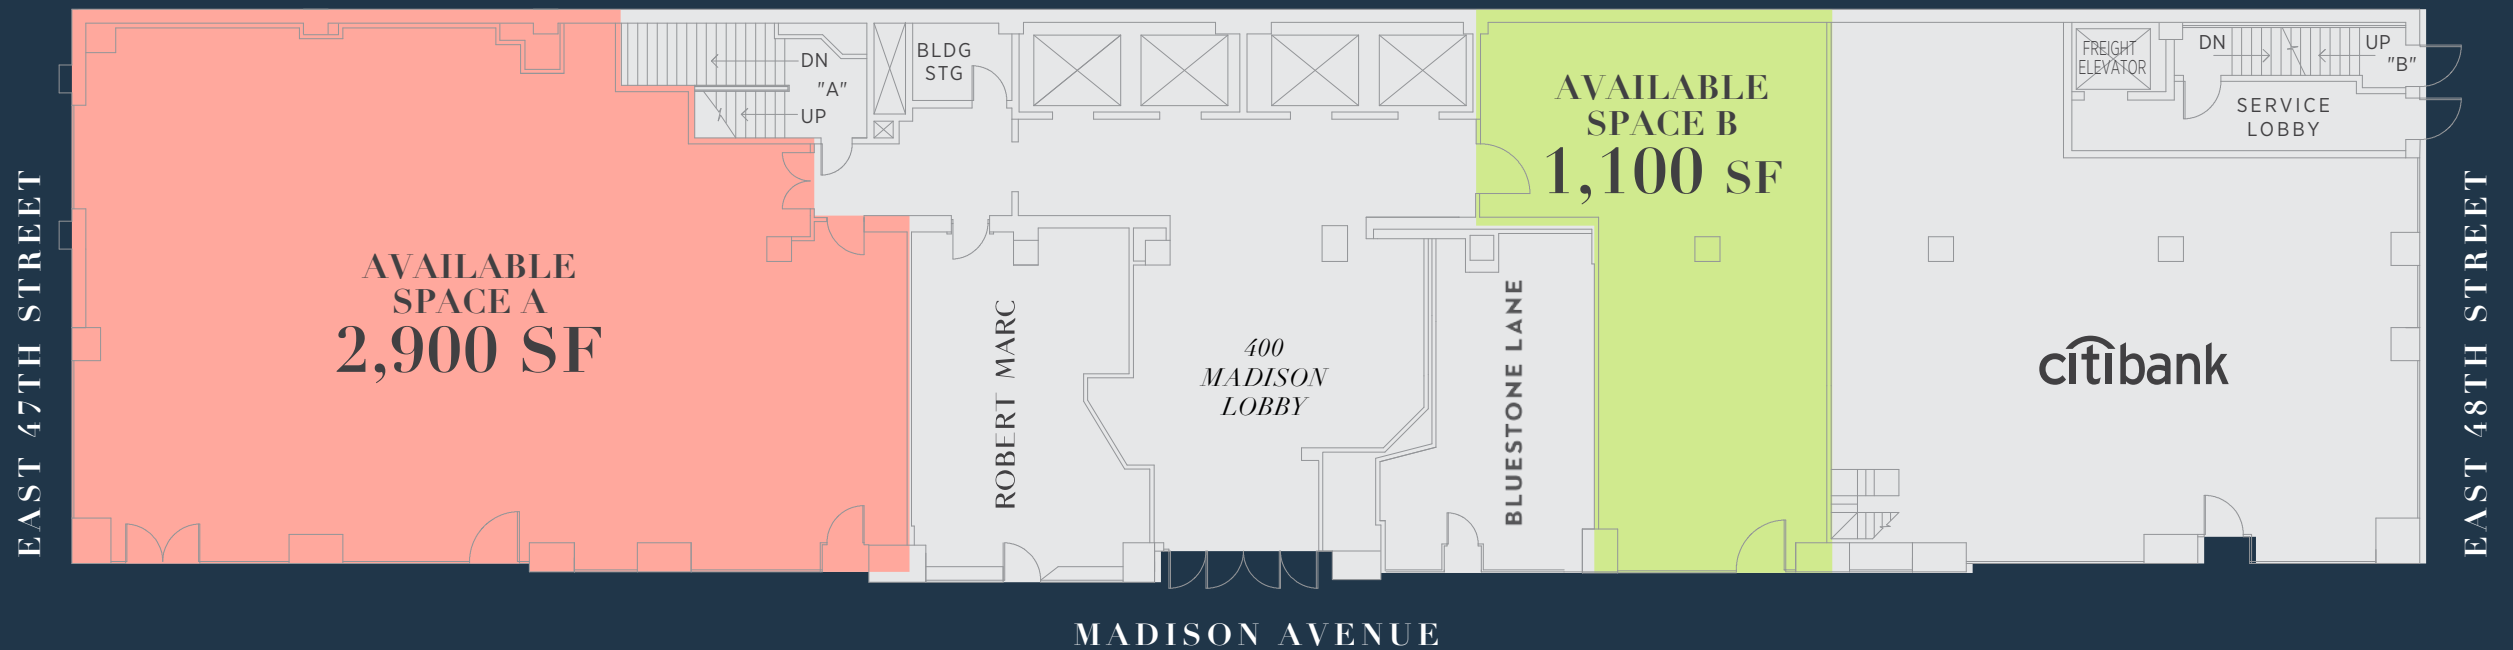 EAST 47TH STREET
AVAILABLE
SPACE A
2,900 SF
DN
"A"
UP
BLDG
STG
ROBERT MARC
400
MADISON
LOBBY
BLUESTONE LANE
AVAILABLE
SPACE B
1,100 SF
FREIGHT
ELEVATOR
DN
UP
"B"
SERVICE
LOBBY
citibank
EAST 48TH STREET
MADISON AVENUE